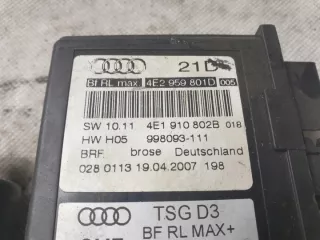 21D
Bf RL max 4E2 959 801D 005
SW 10.11 4E1 910 802B 01B
HW H05 998093-111
BRF brose Deutschland
028 0113 19.04.2007 198
TSG D3
BF RL MAX+